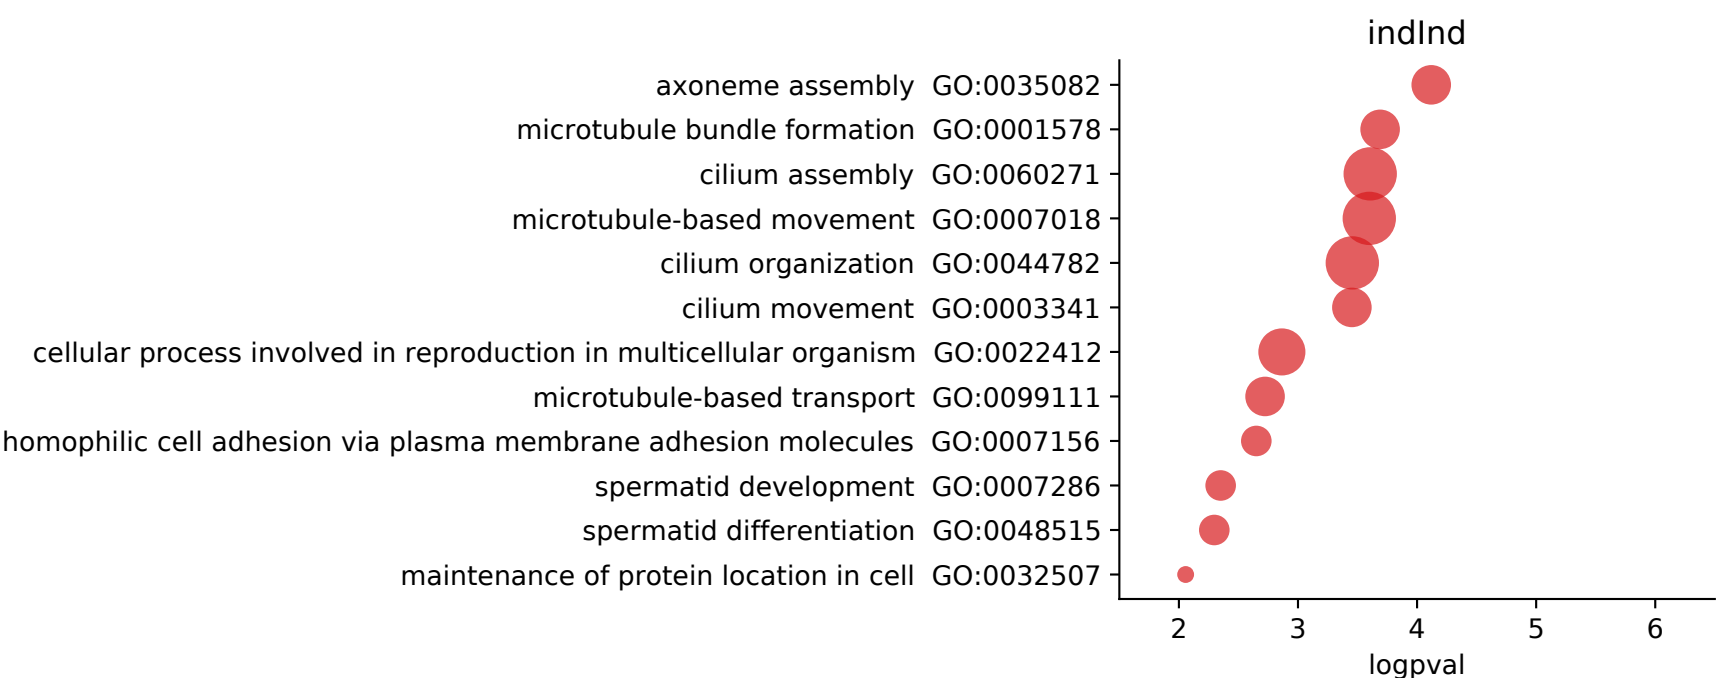 indInd
axoneme assembly GO:0035082
microtubule bundle formation GO:0001578
cilium assembly GO:0060271
microtubule-based movement GO:0007018
cilium organization GO:0044782
cilium movement GO:0003341
cellular process involved in reproduction in multicellular organism GO:0022412
microtubule-based transport GO:0099111
homophilic cell adhesion via plasma membrane adhesion molecules GO:0007156
spermatid development GO:0007286
spermatid differentiation GO:0048515
maintenance of protein location in cell GO:0032507
2 3 4 5 6
logpval